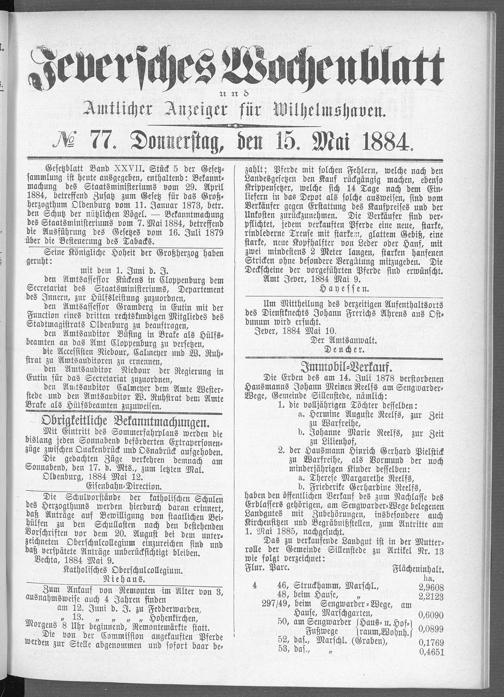 Jeversches Wochenblatt
und
Amtlicher Anzeiger für Wilhelmshaven.
№ 77. Donnerstag, den 15. Mai 1884.
Gesetzblatt Band XXVII. Stück 5 der Gesetz-
sammlung ist heute ausgegeben, enthaltend: Bekannt-
machung des Staatsministeriums vom 29. April
1884, betreffend Zusatz zum Gesetz für das Groß-
herzogthum Oldenburg vom 11. Januar 1873, betr.
den Schutz der nützlichen Vögel. — Bekanntmachung
des Staatsministeriums vom 7. Mai 1884, betreffend
die Ausführung des Gesetzes vom 16. Juli 1879
über die Besteuerung des Tabacks.
Seine Königliche Hoheit der Großherzog haben
geruht:
mit dem 1. Juni d. J.
den Amtsassessor Rückens in Cloppenburg dem
Secretariat des Staatsministeriums, Departement
des Innern, zur Hülfsleistung zuzuordnen,
den Amtsassessor Gramberg in Eutin mit der
Function eines dritten rechtskundigen Mitgliedes des
Stadtmagistrats Oldenburg zu beauftragen,
den Amtsauditor Büsing in Brake als Hülfs-
beamten an das Amt Cloppenburg zu versetzen,
die Accessisten Niebour, Calmeyer und W. Ruh-
strat zu Amtsauditoren zu ernennen,
den Amtsauditor Niebour der Regierung in
Eutin für das Secretariat zuzuordnen,
den Amtsauditor Calmeyer dem Amte Wester-
stede und den Amtsauditor W. Ruhstrat dem Amte
Brake als Hülfsbeamten zuzuweisen.
Obrigkeitliche Bekanntmachungen.
Mit Eintritt des Sommerfahrplans werden die
bislang jeden Sonnabend beförderten Extrapersonen-
züge zwischen Quakenbrück und Osnabrück aufgehoben.
Die gedachten Züge verkehren demnach am
Sonnabend, den 17. d. Mts., zum letzten Mal.
Oldenburg, 1884 Mai 12.
Eisenbahn-Direction.
Die Schulvorstände der katholischen Schulen
des Herzogthums werden hierdurch daran erinnert,
daß Anträge auf Bewilligung von staatlichen Bei-
hülfen zu den Schullasten nach den bestehenden
Vorschriften vor dem 20. August bei dem unter-
zeichneten Oberschulcollegium einzureichen sind und
daß verspätete Anträge unberücksichtigt bleiben.
Vechta, 1884 Mai 9.
Katholisches Oberschulcollegium.
Niehaus.
Zum Ankauf von Remonten im Alter von 3,
ausnahmsweise auch 4 Jahren finden
am 12. Juni d. J. zu Fedderwarden,
„ 13. „ „ „ Hohenkirchen,
Morgens 8 Uhr beginnend, Remontemärkte statt.
Die von der Commission angekauften Pferde
werden zur Stelle abgenommen und sofort baar be-
zahlt; Pferde mit solchen Fehlern, welche nach den
Landesgesetzen den Kauf rückgängig machen, ebenso
Krippensetzer, welche sich 14 Tage nach dem Ein-
liefern in das Depot als solche ausweisen, sind vom
Verkäufer gegen Erstattung des Kaufpreises und der
Unkosten zurückzunehmen. Die Verkäufer sind ver-
pflichtet, jedem verkauften Pferde eine neue, starke,
rindlederne Trense mit starkem, glattem Gebiß, eine
starke, neue Kopfhalfter von Leder oder Hanf, mit
zwei mindestens 2 Meter langen, starken hanfenen
Stricken ohne besondere Vergütung mitzugeben. Die
Deckscheine der vorgeführten Pferde sind erwünscht.
Amt Jever, 1884 Mai 9.
Hayessen.
Um Mittheilung des derzeitigen Aufenthaltsorts
des Dienstknechts Johann Frerichs Ahrens aus Ost-
dunum wird ersucht.
Jever, 1884 Mai 10.
Der Amtsanwalt.
Immobil-Verkauf.
Die Erben des am 14. Juli 1878 verstorbenen
Hausmanns Johann Meinen Reelfs am Sengwarder-
Wege, Gemeinde Sillenstede, nämlich:
1. die volljährigen Töchter desselben:
a. Hermine Auguste Reelfs, zur Zeit
zu Warfreihe,
b. Johanne Marie Reelfs, zur Zeit
zu Lilienhof,
2. der Hausmann Hinrich Gerhard Pielstick
zu Warfreihe, als Vormund der noch
minderjährigen Kinder desselben:
a. Therese Margarethe Reelfs,
b. Friederike Gerhardine Reelfs,
haben den öffentlichen Verkauf des zum Nachlasse des
Erblassers gehörigen, am Sengwarder-Wege belegenen
Landguts mit Zubehörungen, insbesondere auch
Kirchensitzen und Begräbnißstellen, zum Antritte am
1. Mai 1885, nachgesucht.
Das zu verkaufende Landgut ist in der Mutter-
rolle der Gemeinde Sillenstede zu Artikel Nr. 13
wie folgt verzeichnet:
Flur. Parc. Flächeninhalt.
ha.
4 46, Struckhamm, Marschl., 2,9608
48, beim Hause, „ 2,2123
297/49, beim Sengwarder-Wege, am
Hause, Marschgarten, 0,6090
50, am Sengwarder (Haus- u. Hof-
Fußwege (raum, Wohnh. 0,0899
52, das., Marschl. (Graben), 0,1769
53, das., „ 0,4651